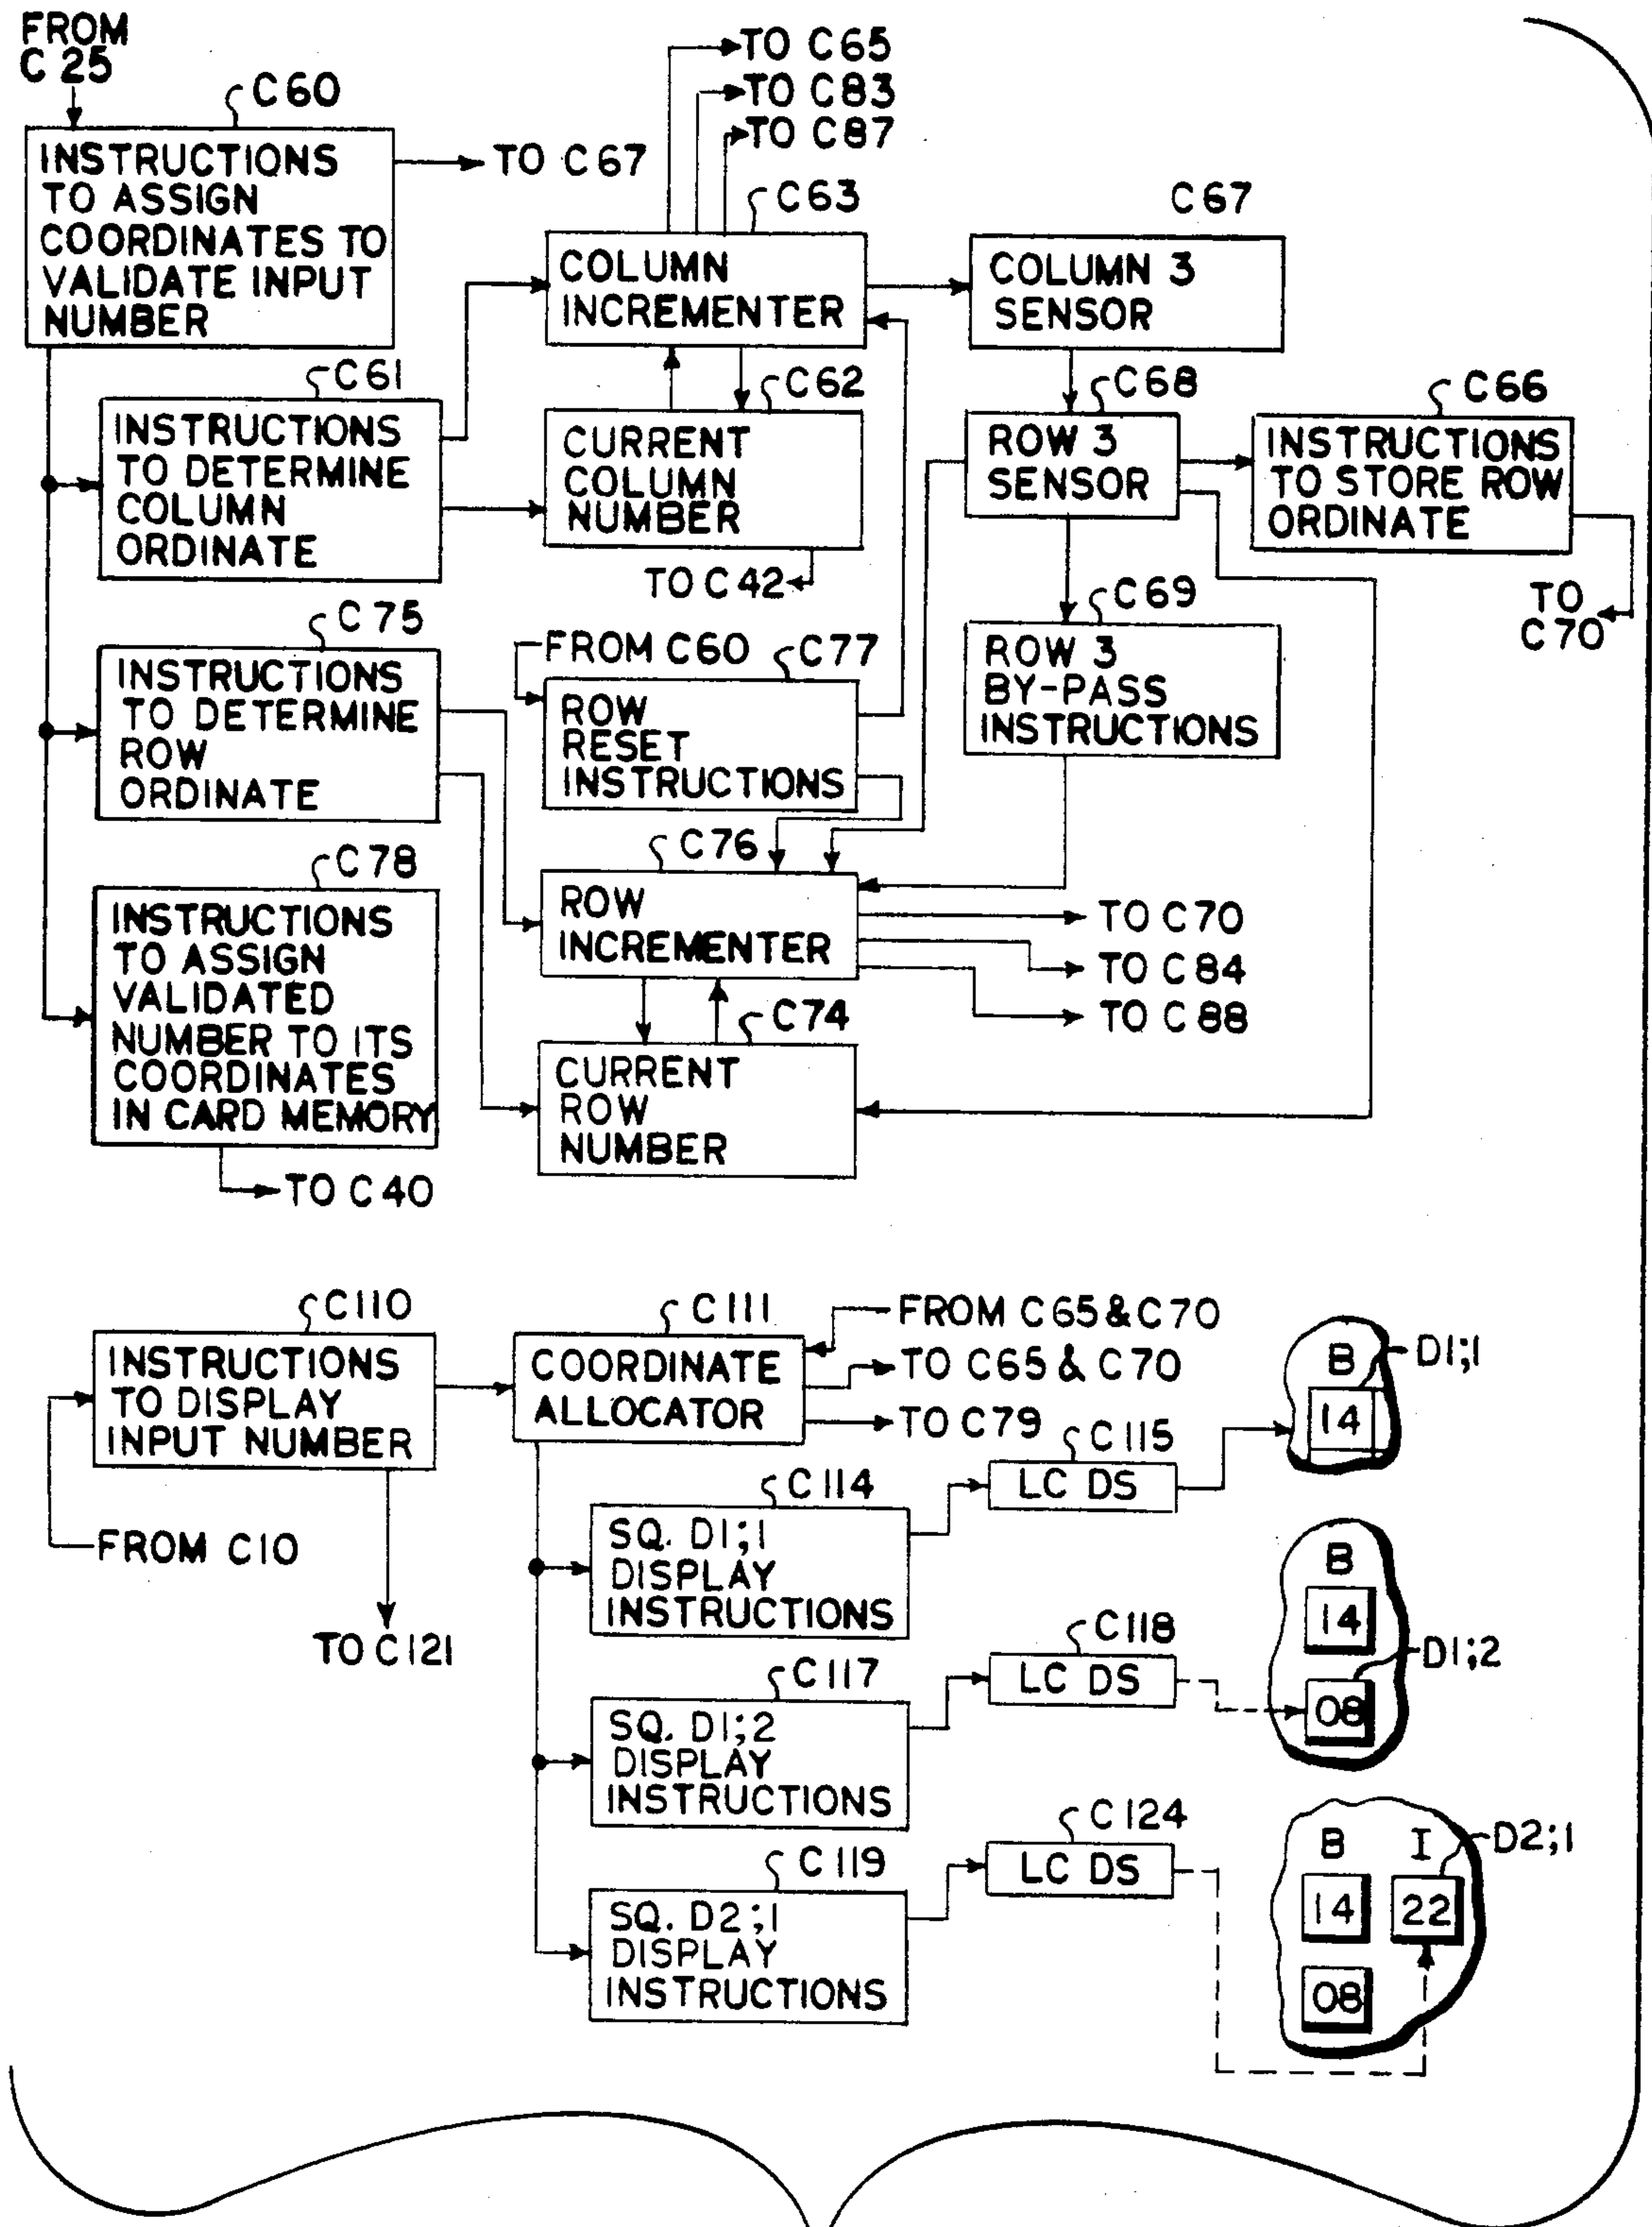 FROM
C 25
C60
INSTRUCTIONS
TO ASSIGN
COORDINATES TO
VALIDATE INPUT
NUMBER
TO C67
TO C65
TO C83
TO C87
C63
COLUMN
INCREMENTER
C67
COLUMN 3
SENSOR
C61
INSTRUCTIONS
TO DETERMINE
COLUMN
ORDINATE
C62
CURRENT
COLUMN
NUMBER
TO C42
C68
ROW 3
SENSOR
C66
INSTRUCTIONS
TO STORE ROW
ORDINATE
TO
C70
C75
INSTRUCTIONS
TO DETERMINE
ROW
ORDINATE
FROM C60
C77
ROW
RESET
INSTRUCTIONS
C69
ROW 3
BY-PASS
INSTRUCTIONS
C78
INSTRUCTIONS
TO ASSIGN
VALIDATED
NUMBER TO ITS
COORDINATES
IN CARD MEMORY
TO C40
C76
ROW
INCREMENTER
TO C70
TO C84
TO C88
C74
CURRENT
ROW
NUMBER
C110
INSTRUCTIONS
TO DISPLAY
INPUT NUMBER
FROM C10
TO C121
C111
COORDINATE
ALLOCATOR
FROM C65 & C70
TO C65 & C70
TO C79
C114
SQ. D1;1
DISPLAY
INSTRUCTIONS
C115
LC DS
B
14
D1;1
C117
SQ. D1;2
DISPLAY
INSTRUCTIONS
C118
LC DS
B
14
08
D1;2
C119
SQ. D2;1
DISPLAY
INSTRUCTIONS
C124
LC DS
B I
14 22
08
D2;1